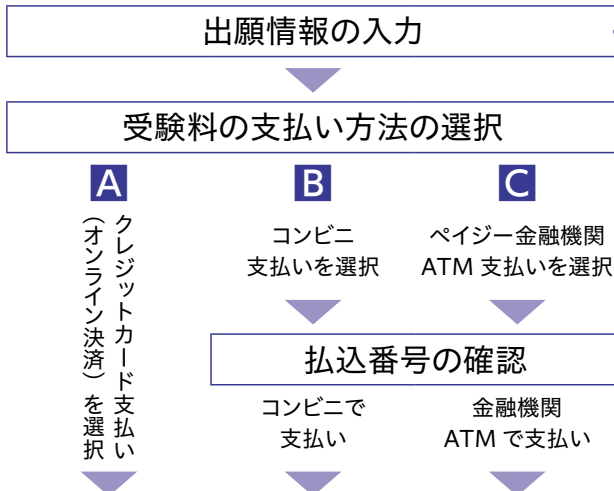 出願情報の入力
受験料の支払い方法の選択
A
クレジットカード支払い
（オンライン決済）を選択
B
コンビニ
支払いを選択
C
ペイジー金融機関
ATM 支払いを選択
払込番号の確認
コンビニで
支払い
金融機関
ATM で支払い